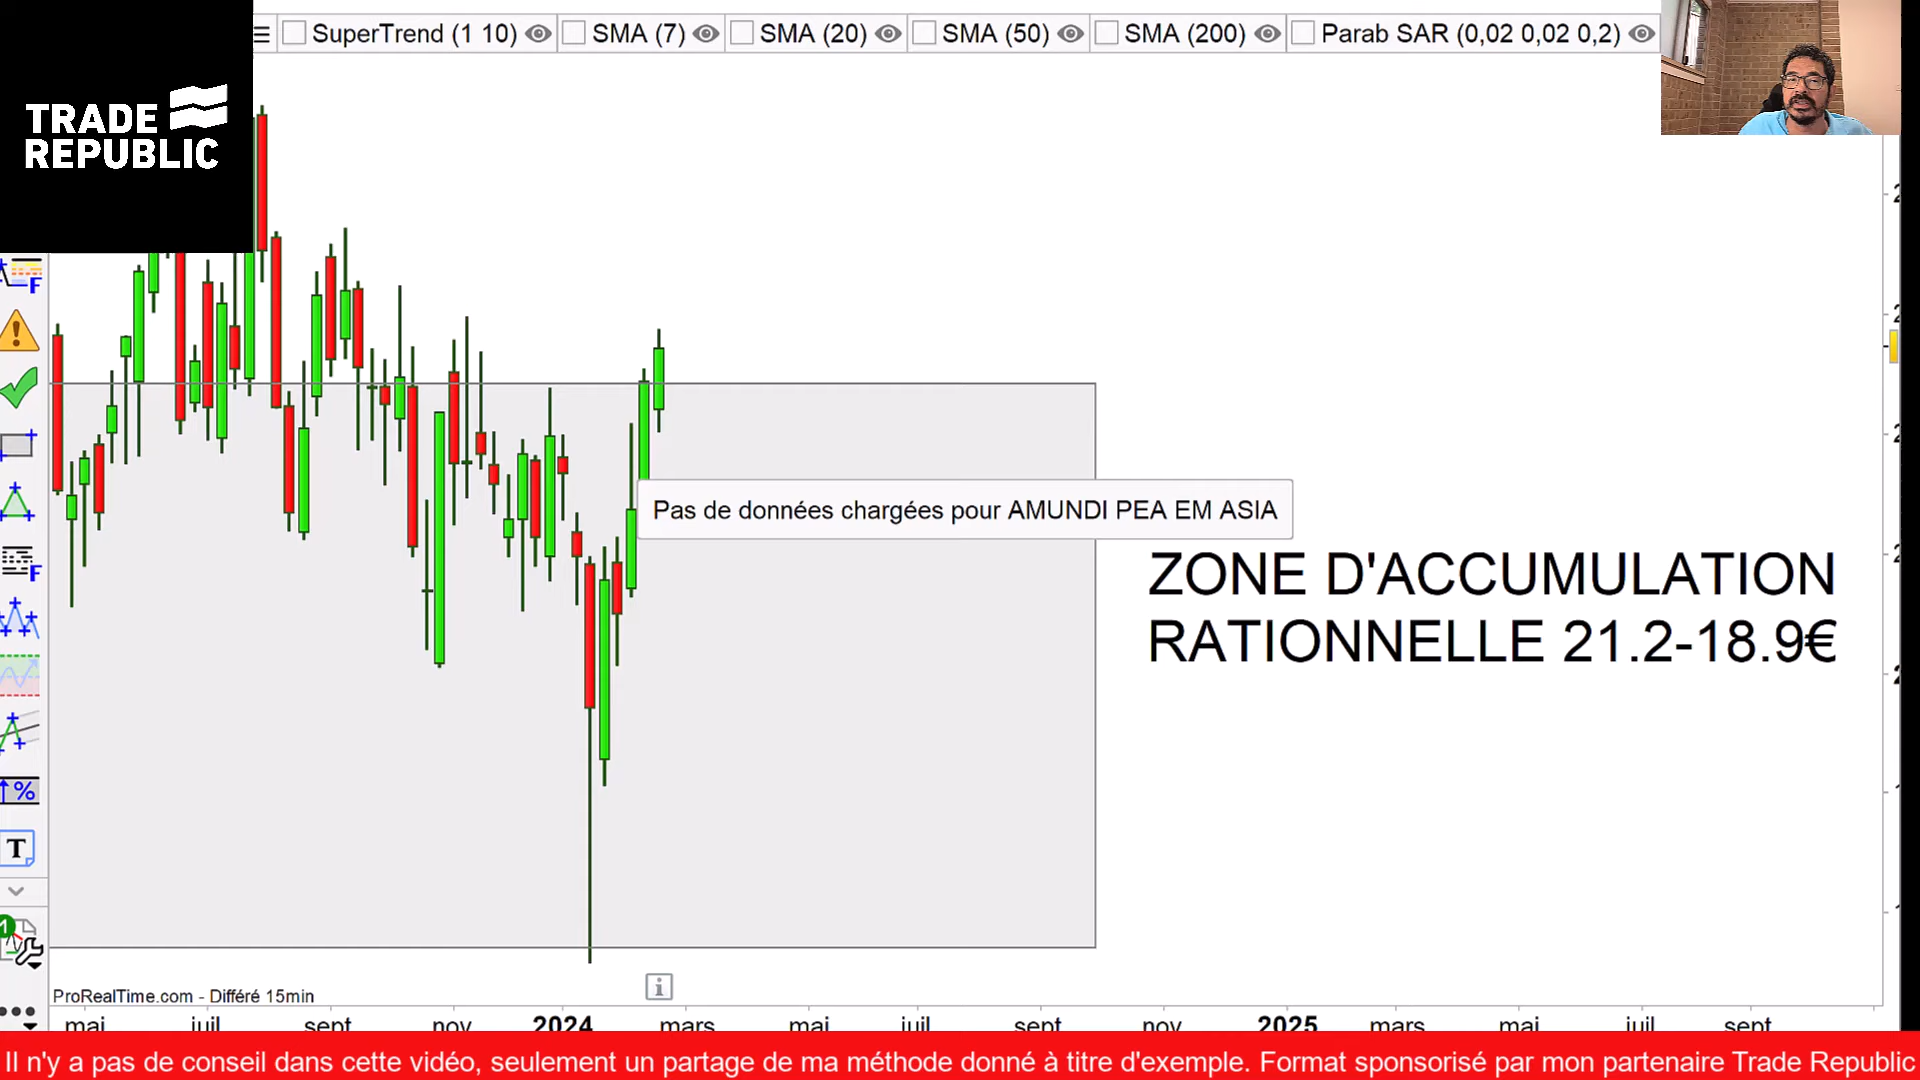 SuperTrend (1 10)
SMA (7)
SMA (20)
SMA (50)
SMA (200)
Parab SAR (0,02 0,02 0,2)
TRADE
REPUBLIC
F
F
Pas de données chargées pour AMUNDI PEA EM ASIA
ZONE D'ACCUMULATION
RATIONNELLE 21.2-18.9€
%
T
1
i
ProRealTime.com - Différé 15min
mai juil sept nov 2024 mars mai juil sept nov 2025 mars mai juil sept
Il n'y a pas de conseil dans cette vidéo, seulement un partage de ma méthode donné à titre d'exemple. Format sponsorisé par mon partenaire Trade Republic